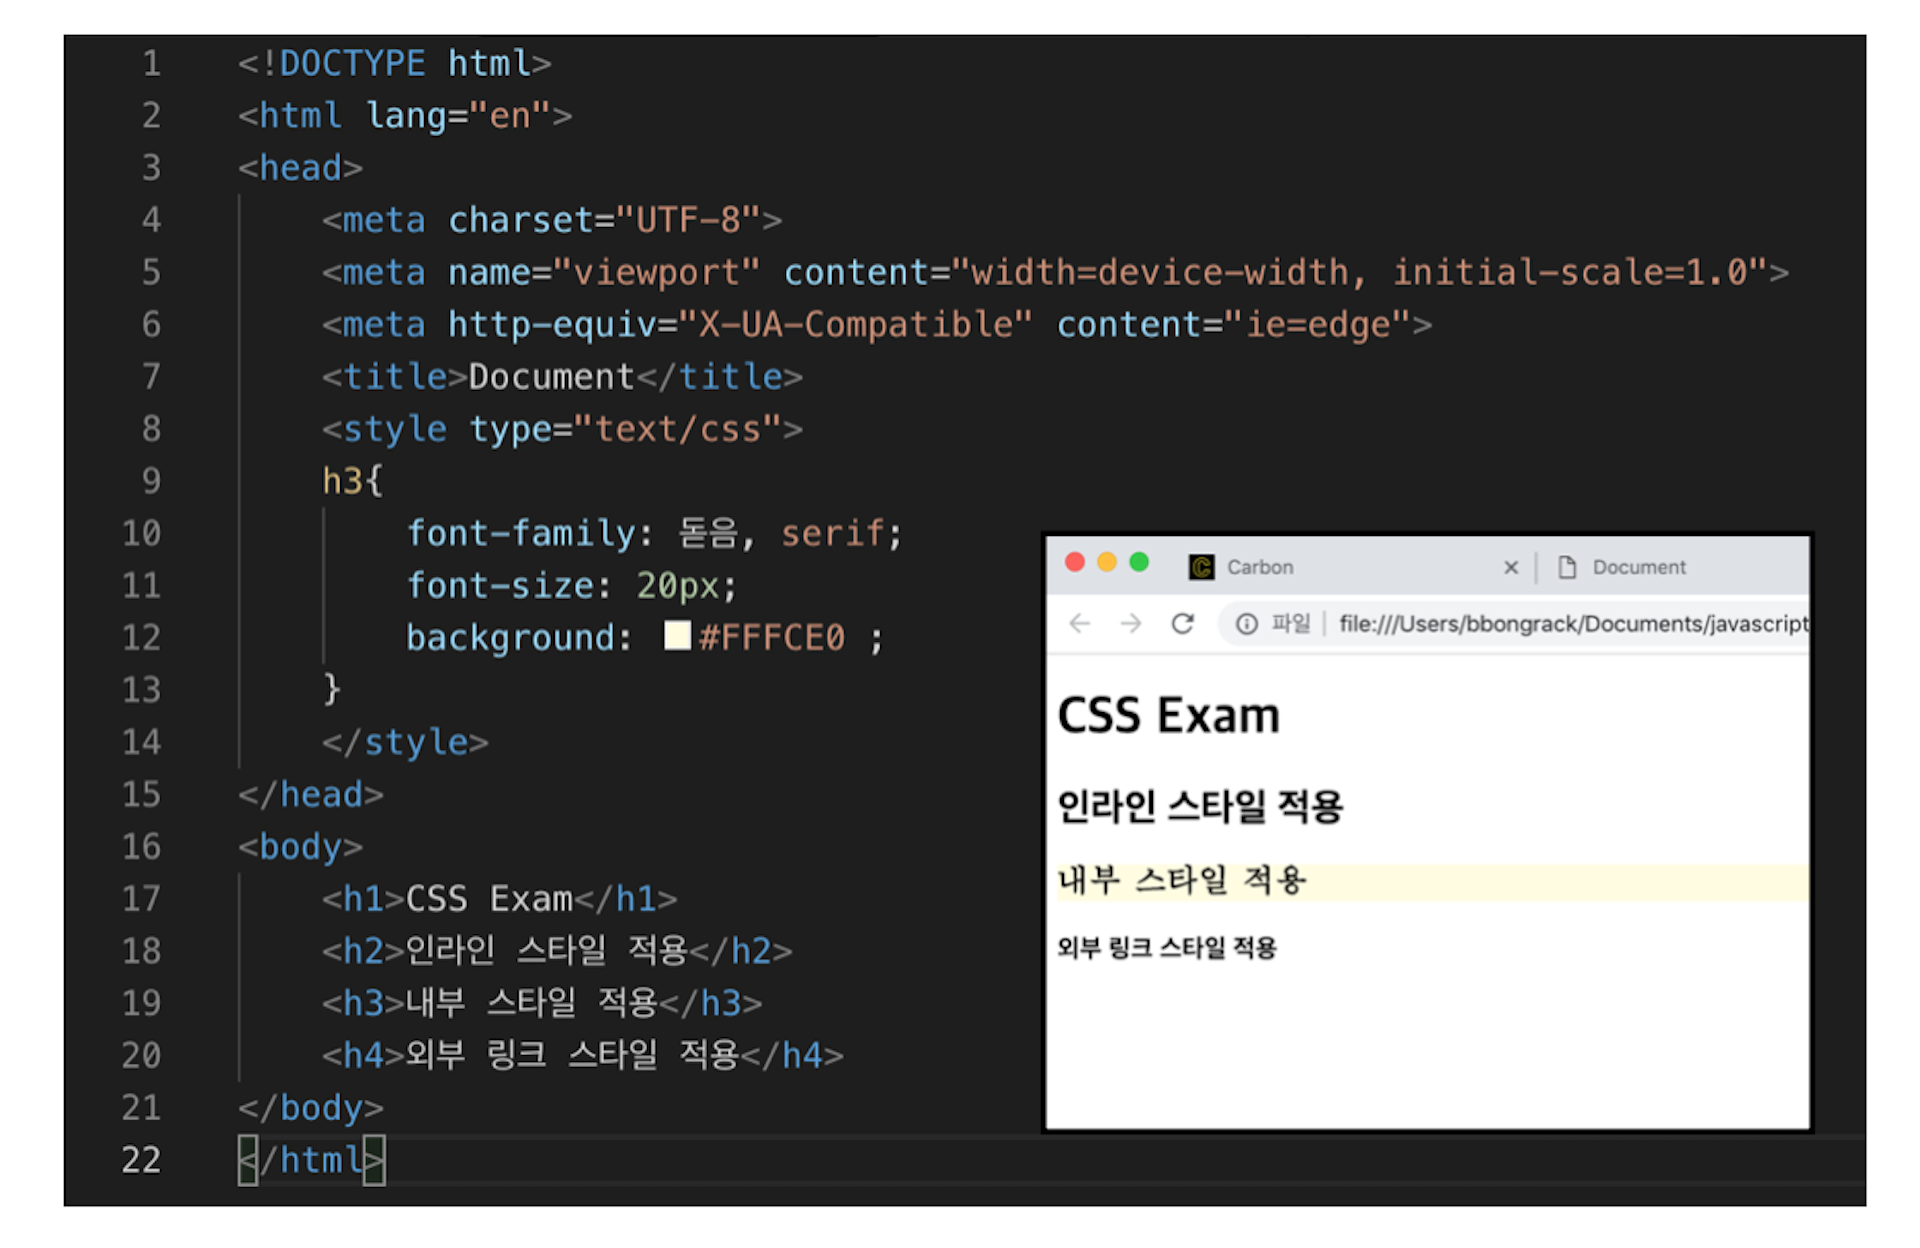 1 <!DOCTYPE html>
2 <html lang="en">
3 <head>
4 <meta charset="UTF-8">
5 <meta name="viewport" content="width=device-width, initial-scale=1.0">
6 <meta http-equiv="X-UA-Compatible" content="ie=edge">
7 <title>Document</title>
8 <style type="text/css">
9 h3{
10 font-family: 돋음, serif;
11 font-size: 20px;
12 background: #FFFCE0 ;
13 }
14 </style>
15 </head>
16 <body>
17 <h1>CSS Exam</h1>
18 <h2>인라인 스타일 적용</h2>
19 <h3>내부 스타일 적용</h3>
20 <h4>외부 링크 스타일 적용</h4>
21 </body>
22 </html>
Carbon Document
파일 file:///Users/bbongrack/Documents/javascript
CSS Exam
인라인 스타일 적용
내부 스타일 적용
외부 링크 스타일 적용